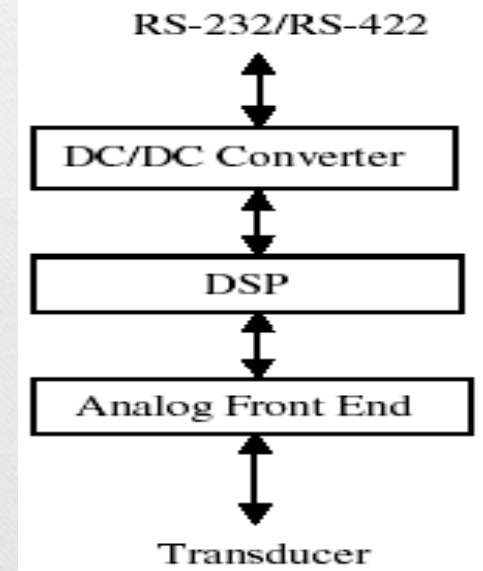 RS-232/RS-422
DC/DC Converter
DSP
Analog Front End
Transducer